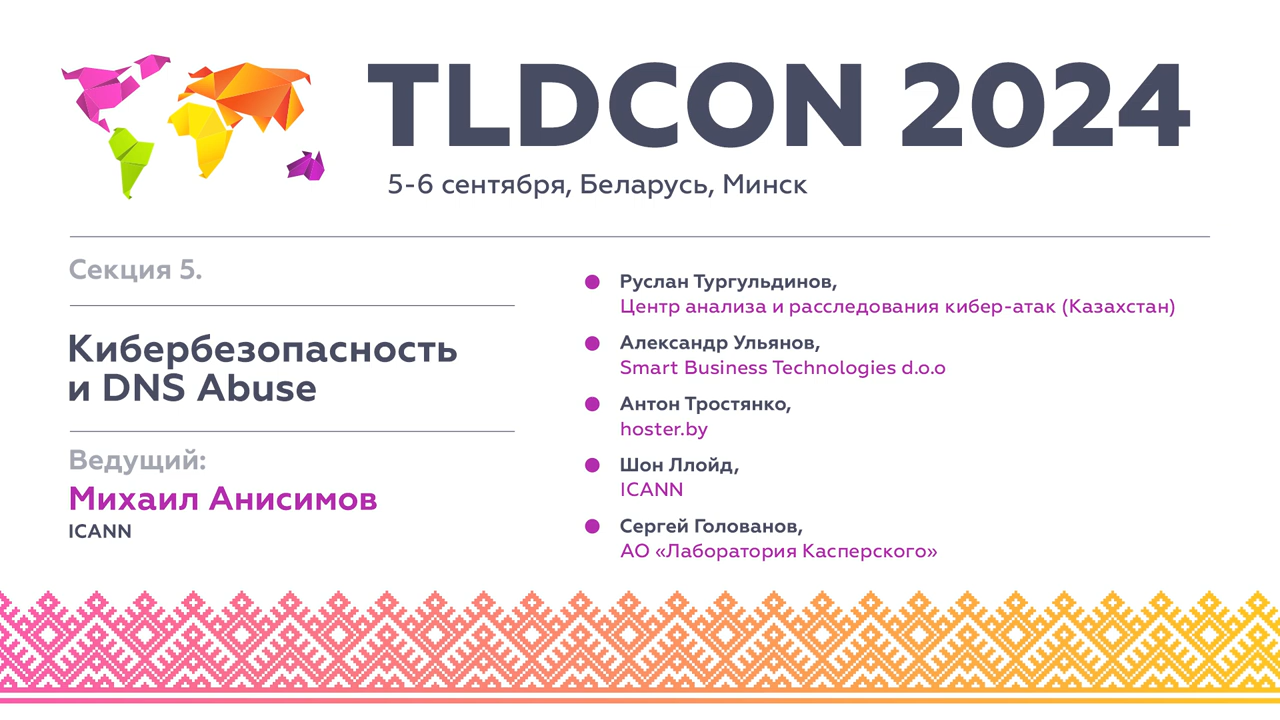 TLDCON 2024
5-6 сентября, Беларусь, Минск
Секция 5.
Кибербезопасность
и DNS Abuse
Ведущий:
Михаил Анисимов
ICANN
Руслан Тургульдинов,
Центр анализа и расследования кибер-атак (Казахстан)
Александр Ульянов,
Smart Business Technologies d.o.o
Антон Тростянко,
hoster.by
Шон Ллойд,
ICANN
Сергей Голованов,
АО «Лаборатория Касперского»